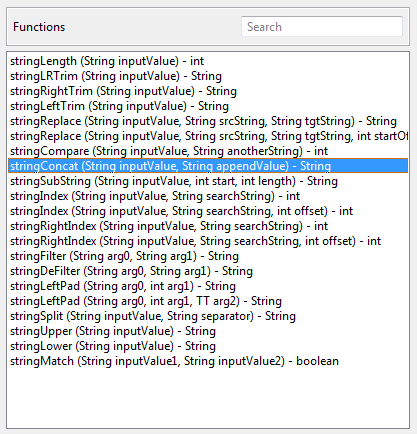 Functions
Search
stringLength (String inputValue) - int
stringLRTrim (String inputValue) - String
stringRightTrim (String inputValue) - String
stringLeftTrim (String inputValue) - String
stringReplace (String inputValue, String srcString, String tgtString) - String
stringReplace (String inputValue, String srcString, String tgtString, int startOf
stringCompare (String inputValue, String anotherString) - int
stringConcat (String inputValue, String appendValue) - String
stringSubString (String inputValue, int start, int length) - String
stringIndex (String inputValue, String searchString) - int
stringIndex (String inputValue, String searchString, int offset) - int
stringRightIndex (String inputValue, String searchString) - int
stringRightIndex (String inputValue, String searchString, int offset) - int
stringFilter (String arg0, String arg1) - String
stringDeFilter (String arg0, String arg1) - String
stringLeftPad (String arg0, int arg1) - String
stringLeftPad (String arg0, int arg1, TT arg2) - String
stringSplit (String inputValue, String separator) - String
stringUpper (String inputValue) - String
stringLower (String inputValue) - String
stringMatch (String inputValue1, String inputValue2) - boolean